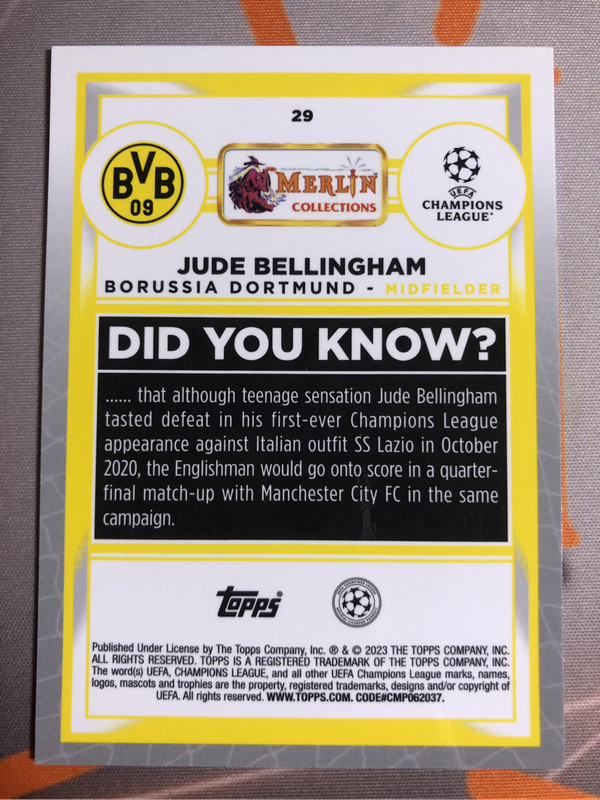 29
BVB
09
MERLIN
COLLECTIONS
UEFA
CHAMPIONS
LEAGUE®
JUDE BELLINGHAM
BORUSSIA DORTMUND - MIDFIELDER
DID YOU KNOW?
...... that although teenage sensation Jude Bellingham
tasted defeat in his first-ever Champions League
appearance against Italian outfit SS Lazio in October
2020, the Englishman would go onto score in a quarter-
final match-up with Manchester City FC in the same
campaign.
topps®
Published Under License by The Topps Company, Inc. ® & © 2023 THE TOPPS COMPANY, INC.
ALL RIGHTS RESERVED. TOPPS IS A REGISTERED TRADEMARK OF THE TOPPS COMPANY, INC.
The word(s) UEFA, CHAMPIONS LEAGUE, and all other UEFA Champions League marks, names,
logos, mascots and trophies are the property, registered trademarks, designs and/or copyright of
UEFA. All rights reserved. WWW.TOPPS.COM. CODE#CMP062037.